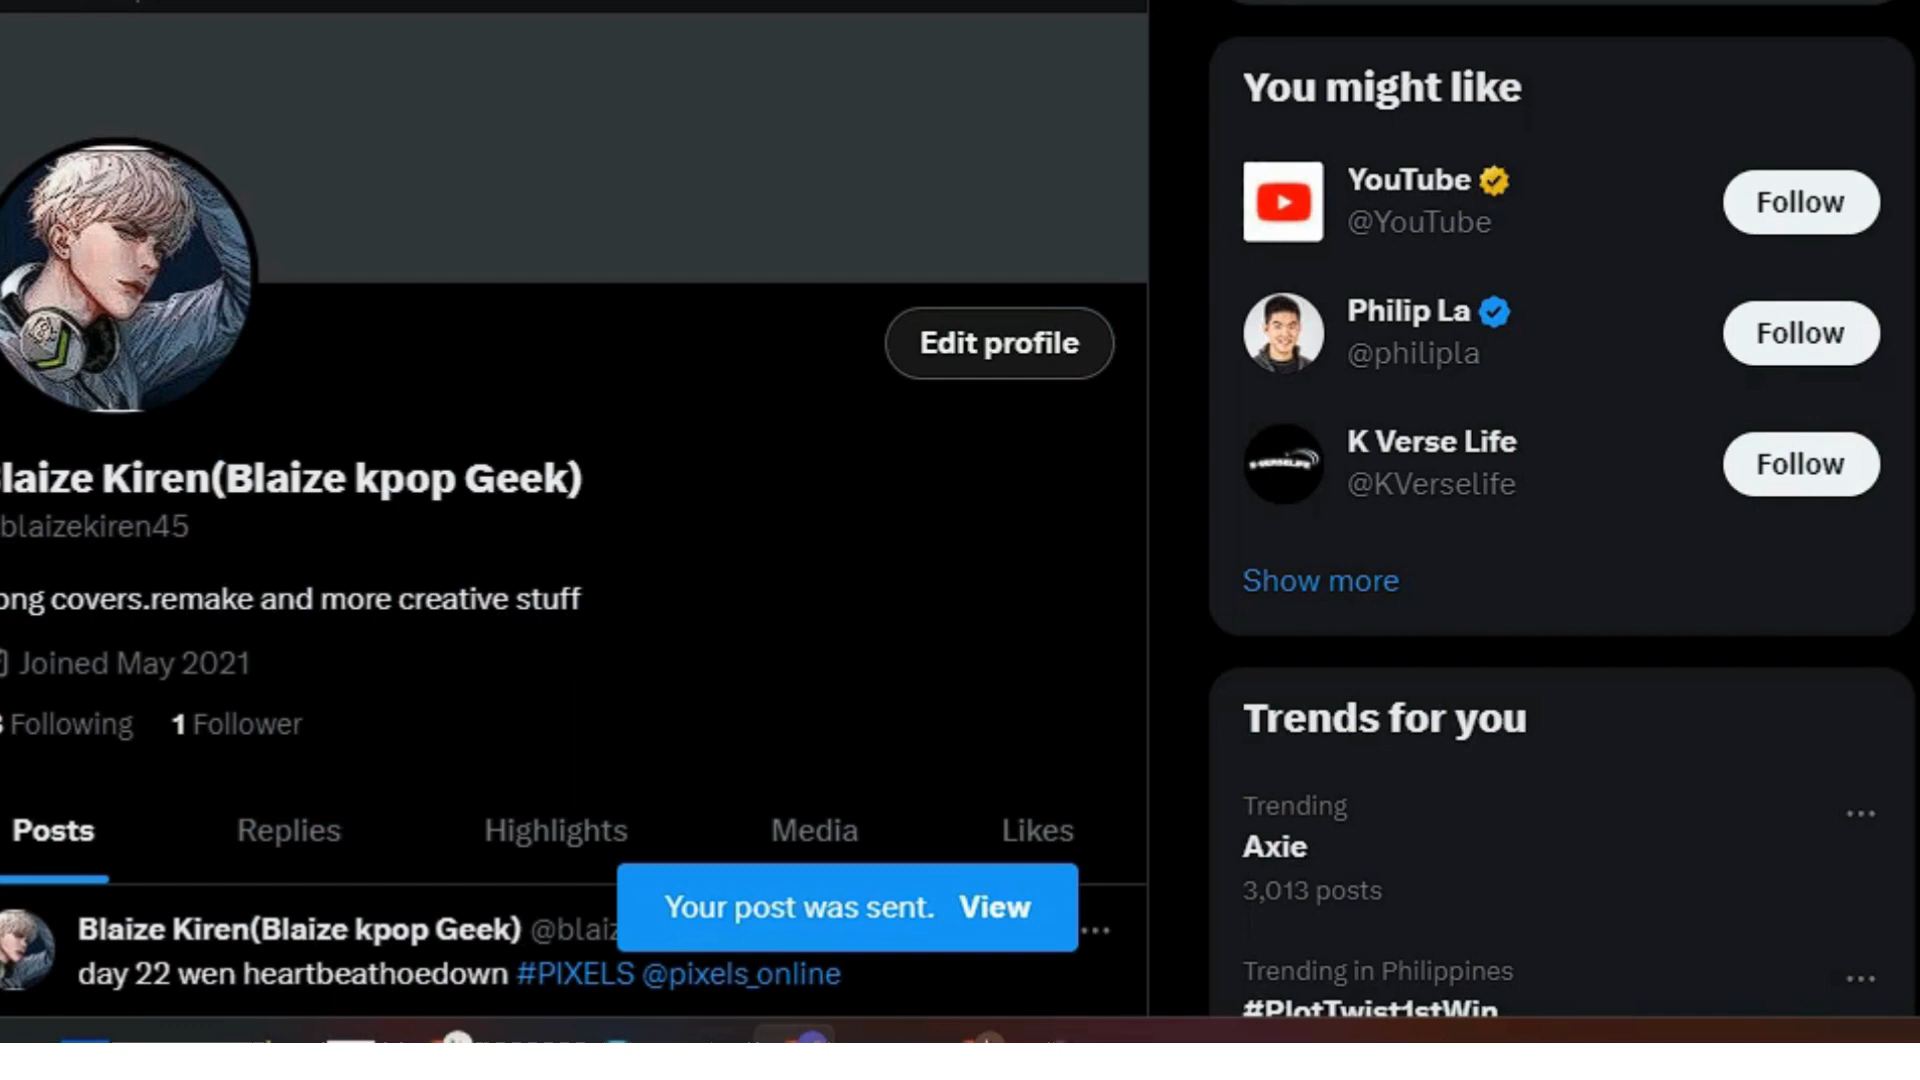 laize Kiren(Blaize kpop Geek)
blaizekiren45
ong covers.remake and more creative stuff
Joined May 2021
Following 1 Follower
Edit profile
Posts Replies Highlights Media Likes
Blaize Kiren(Blaize kpop Geek) @blaiz
day 22 wen heartbeathoedown #PIXELS @pixels_online
Your post was sent. View
You might like
YouTube
@YouTube
Follow
Philip La
@philipla
Follow
K Verse Life
@KVerselife
Follow
Show more
Trends for you
Trending
Axie
3,013 posts
Trending in Philippines
#PlotTwist1stWin